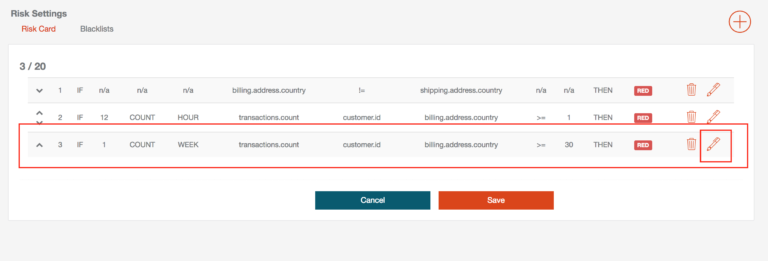 Risk Settings
Risk Card Blacklists
3 / 20
1 IF n/a n/a n/a billing.address.country != shipping.address.country n/a n/a THEN RED
2 IF 12 COUNT HOUR transactions.count customer.id billing.address.country >= 1 THEN RED
3 IF 1 COUNT WEEK transactions.count customer.id billing.address.country >= 30 THEN RED
Cancel Save